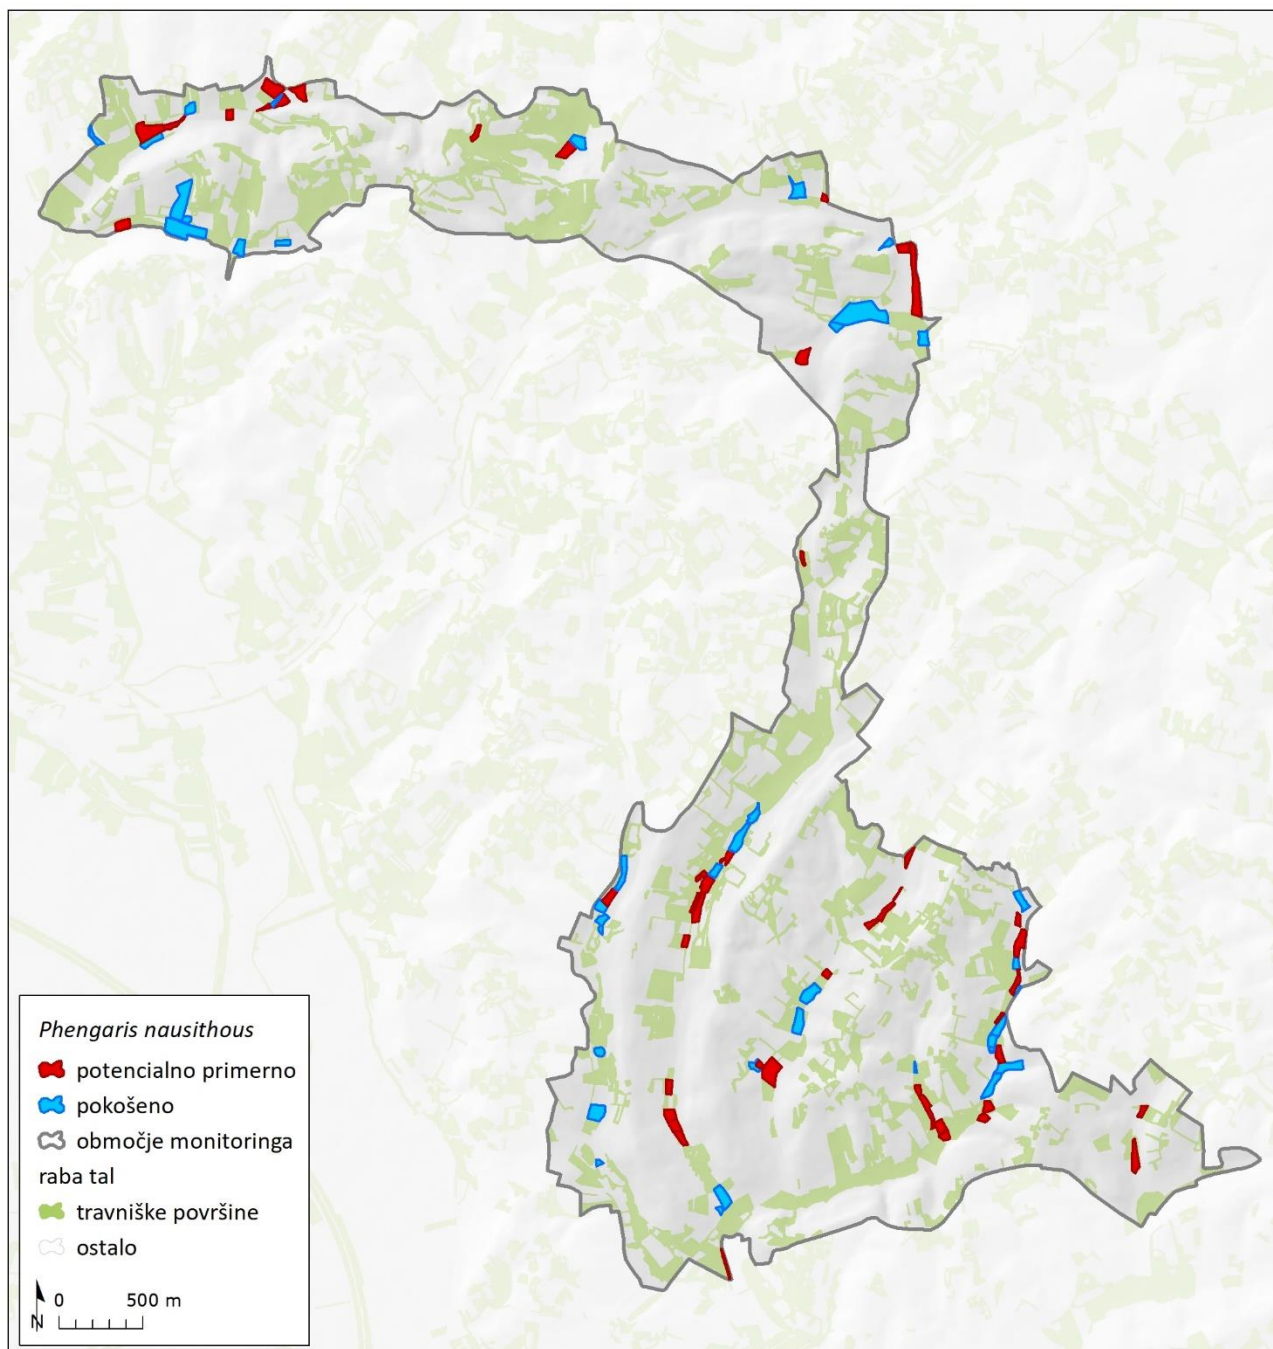 Phengaris nausithous
potencialno primerno
pokošeno
območje monitoringa
raba tal
travniške površine
ostalo
N
0 500 m